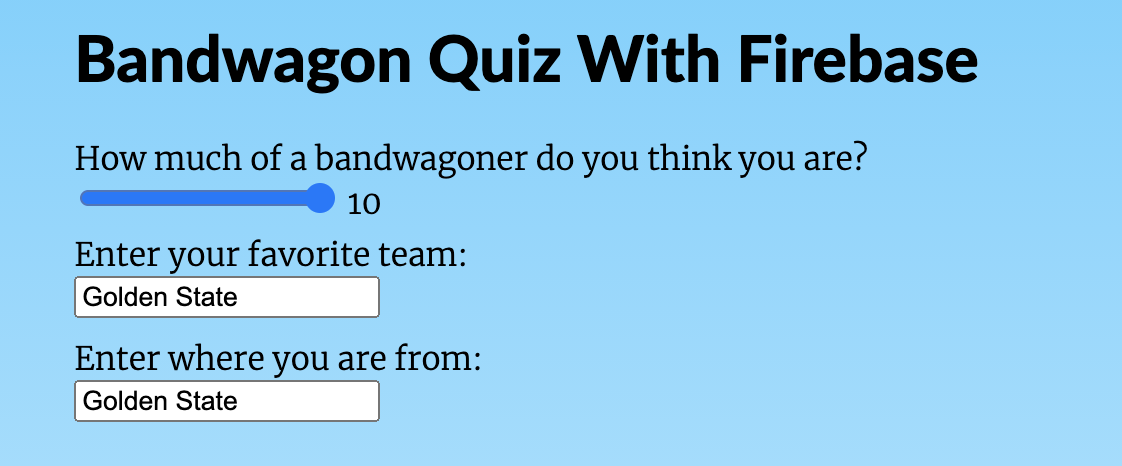 Bandwagon Quiz With Firebase
How much of a bandwagoner do you think you are?
10
Enter your favorite team:
Golden State
Enter where you are from:
Golden State